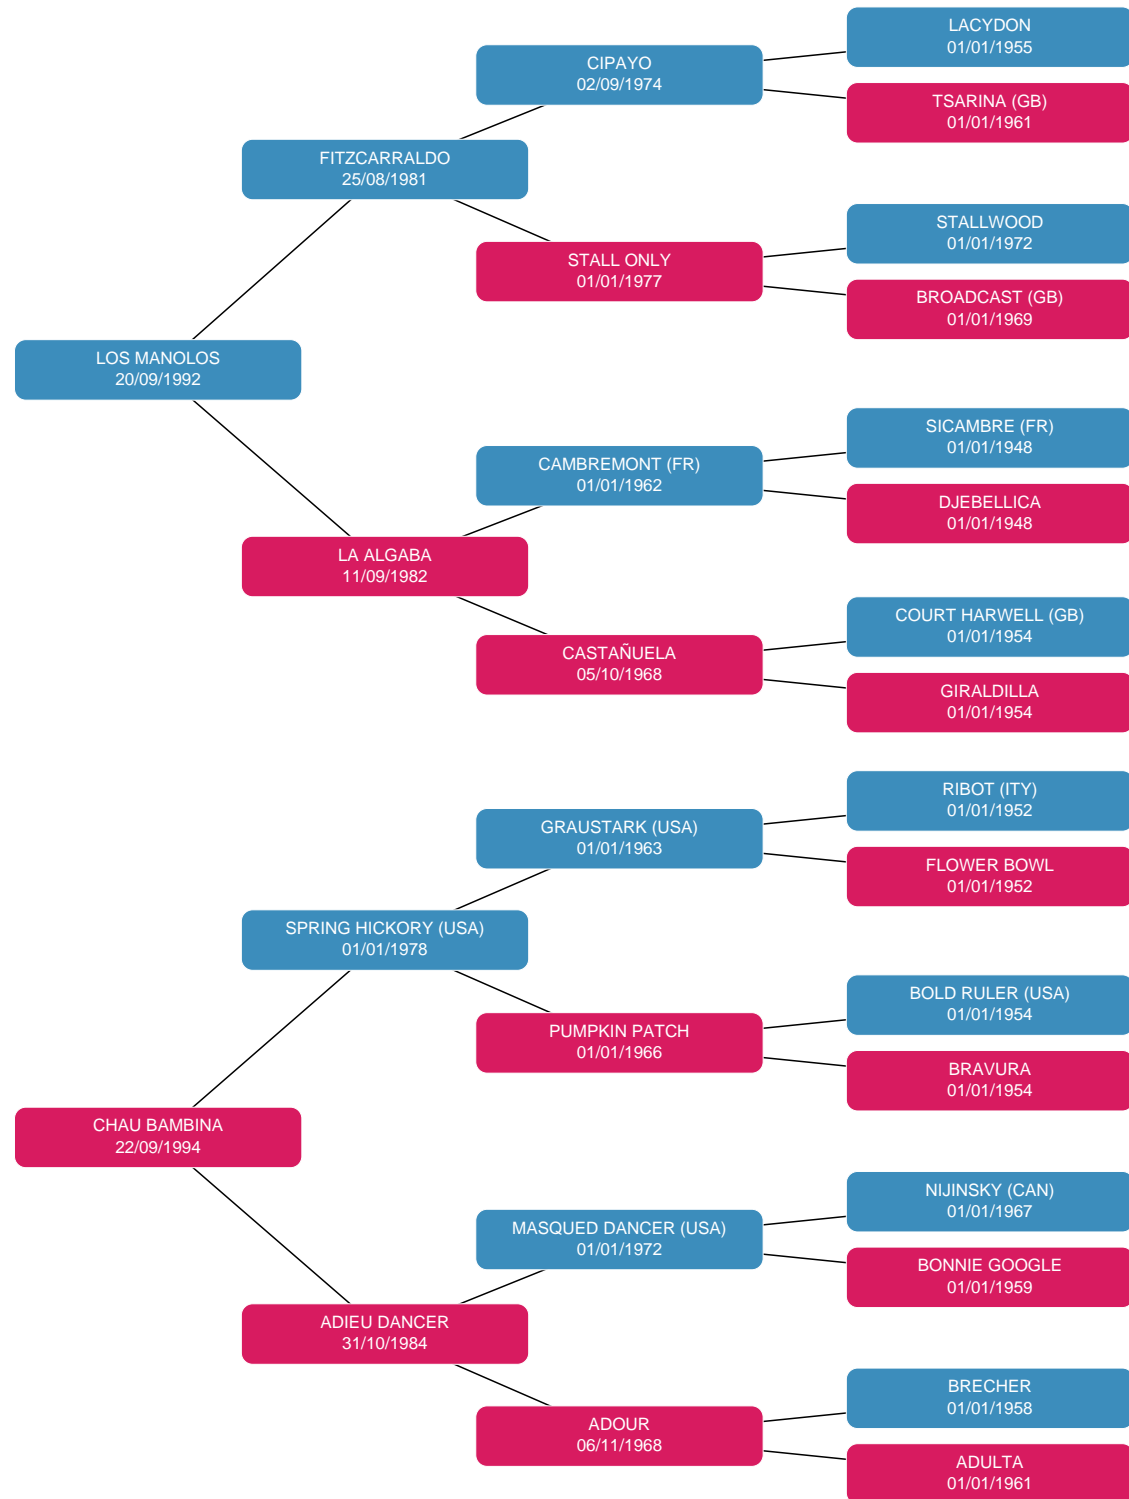 LACYDON
01/01/1955
CIPAYO
02/09/1974
TSARINA (GB)
01/01/1961
FITZCARRALDO
25/08/1981
STALLWOOD
01/01/1972
STALL ONLY
01/01/1977
BROADCAST (GB)
01/01/1969
LOS MANOLOS
20/09/1992
SICAMBRE (FR)
01/01/1948
CAMBREMONT (FR)
01/01/1962
DJEBELLICA
01/01/1948
LA ALGABA
11/09/1982
COURT HARWELL (GB)
01/01/1954
CASTAÑUELA
05/10/1968
GIRALDILLA
01/01/1954
RIBOT (ITY)
01/01/1952
GRAUSTARK (USA)
01/01/1963
FLOWER BOWL
01/01/1952
SPRING HICKORY (USA)
01/01/1978
BOLD RULER (USA)
01/01/1954
PUMPKIN PATCH
01/01/1966
BRAVURA
01/01/1954
CHAU BAMBINA
22/09/1994
NIJINSKY (CAN)
01/01/1967
MASQUED DANCER (USA)
01/01/1972
BONNIE GOOGLE
01/01/1959
ADIEU DANCER
31/10/1984
BRECHER
01/01/1958
ADOUR
06/11/1968
ADULTA
01/01/1961